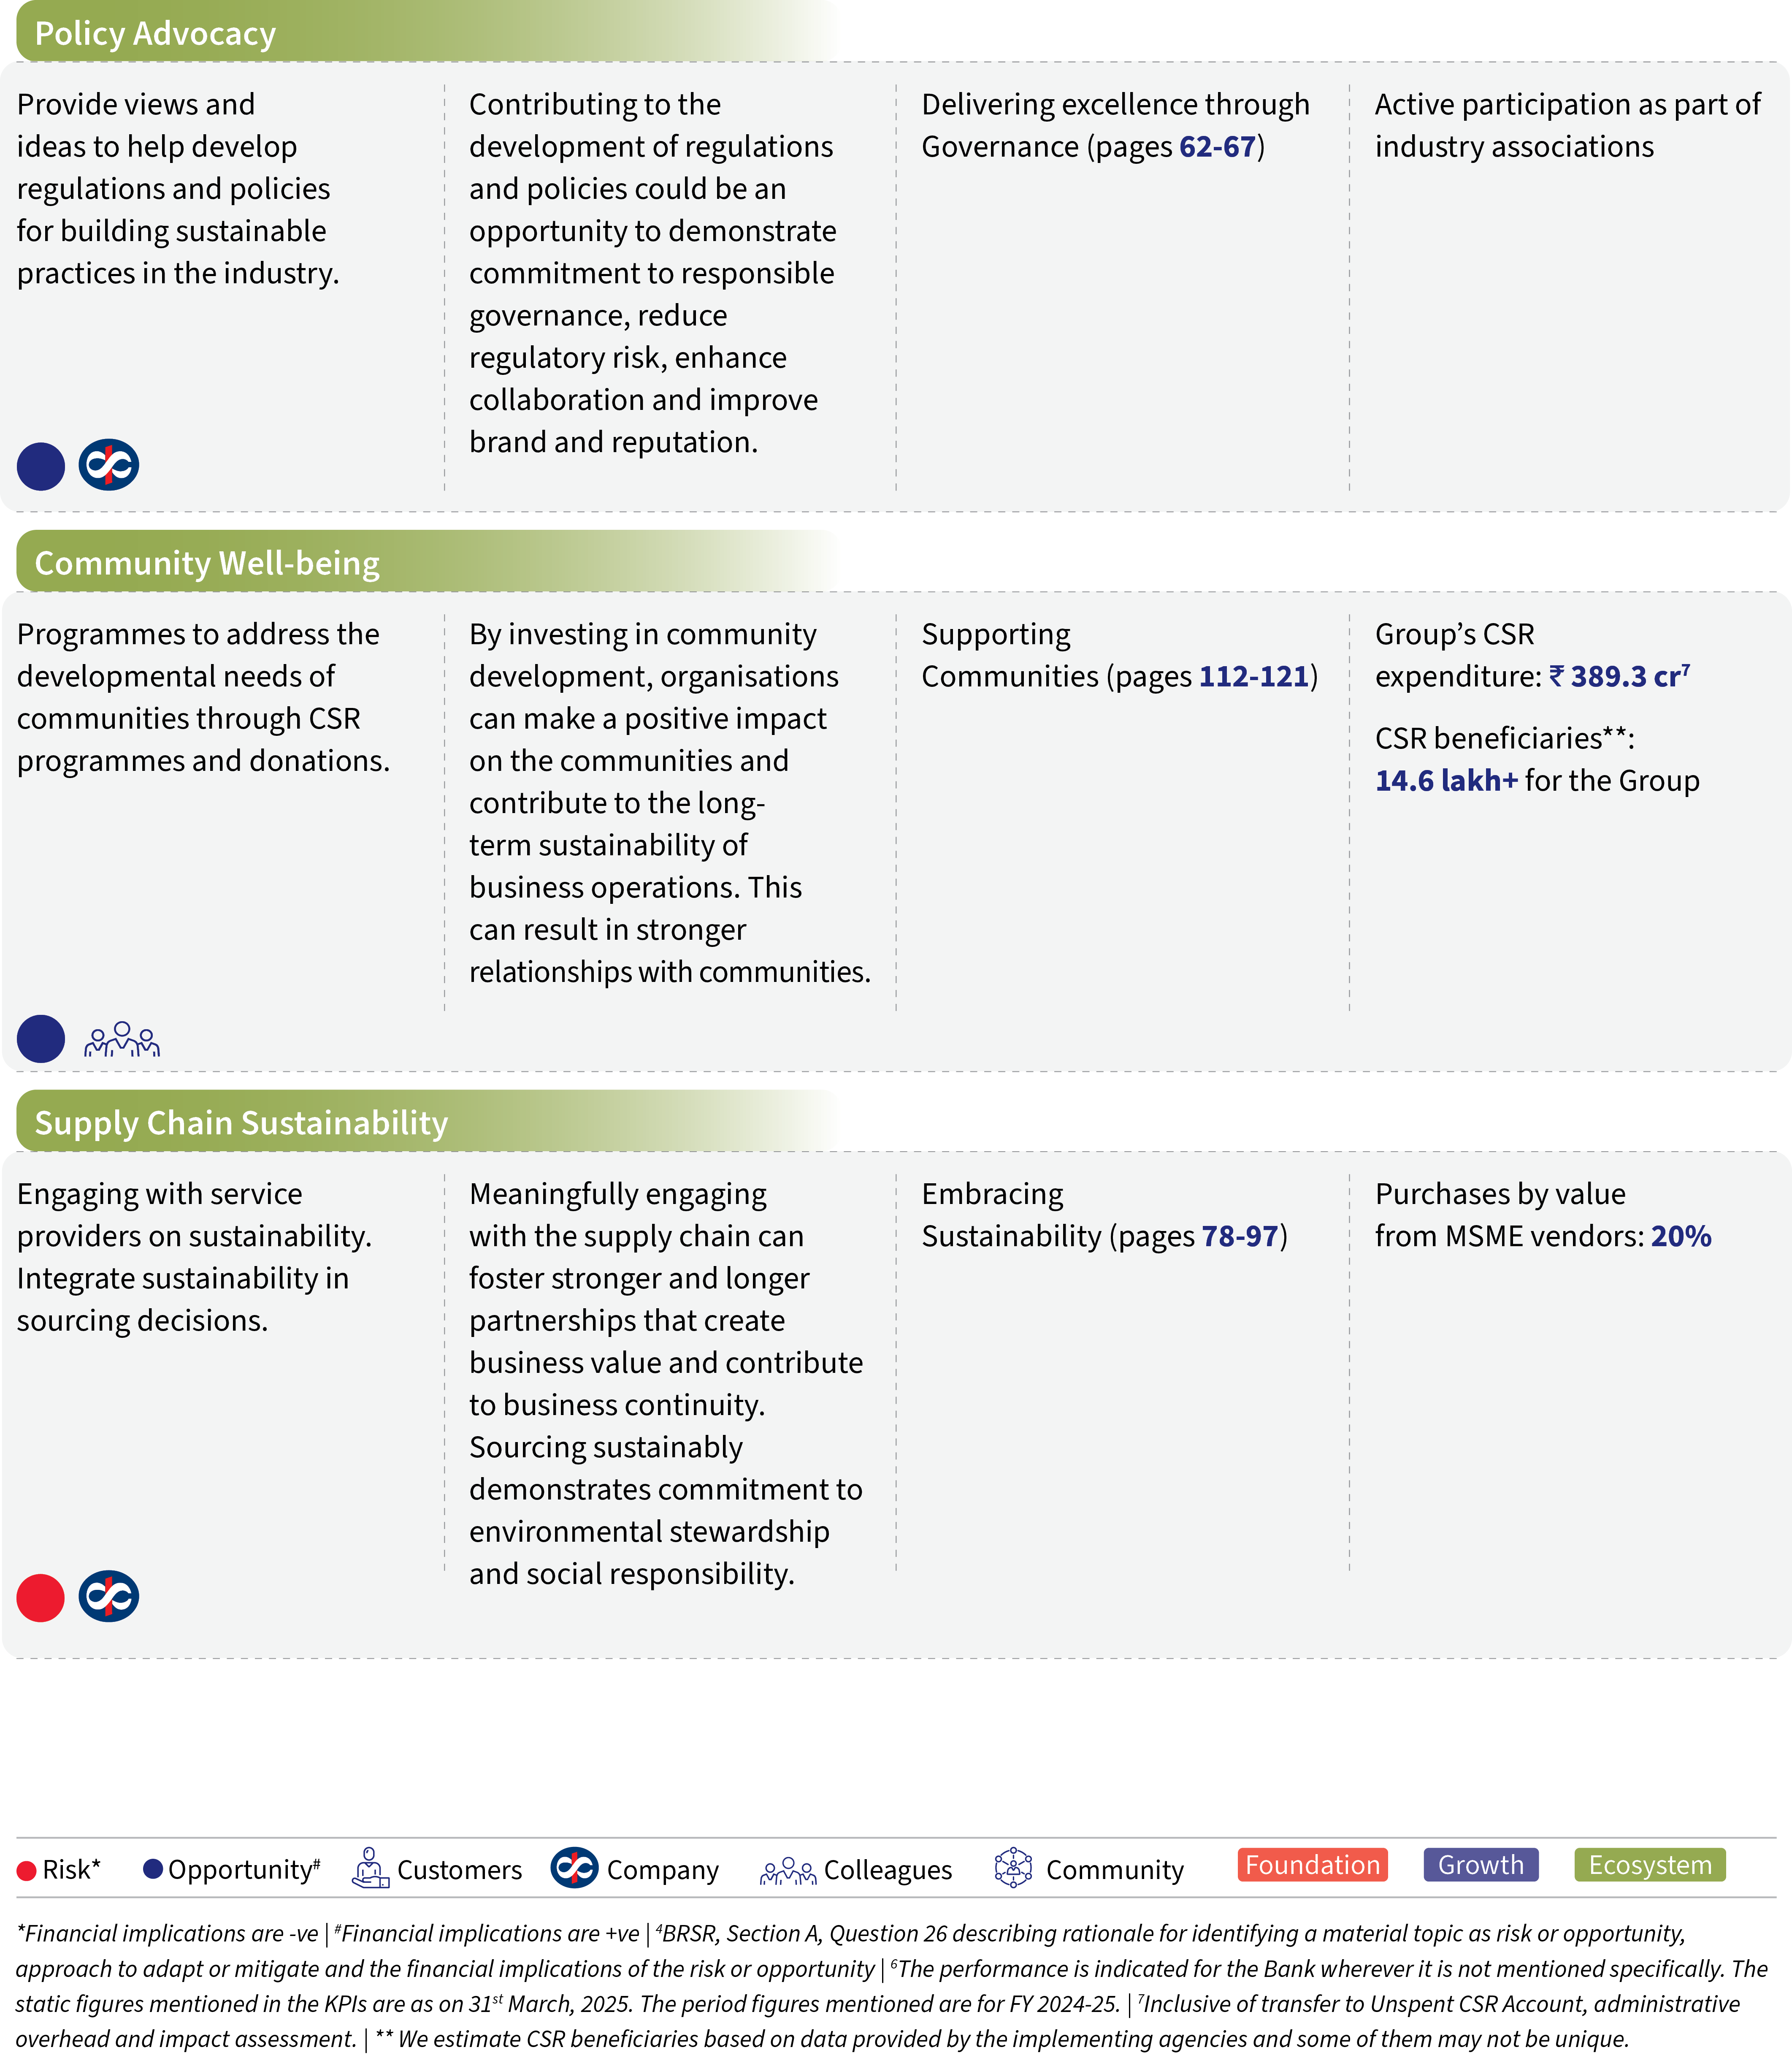 Policy Advocacy
Provide views and
ideas to help develop
regulations and policies
for building sustainable
practices in the industry.
Contributing to the
development of regulations
and policies could be an
opportunity to demonstrate
commitment to responsible
governance, reduce
regulatory risk, enhance
collaboration and improve
brand and reputation.
Delivering excellence through
Governance (pages 62-67)
Active participation as part of
industry associations
Community Well-being
Programmes to address the
developmental needs of
communities through CSR
programmes and donations.
By investing in community
development, organisations
can make a positive impact
on the communities and
contribute to the long-
term sustainability of
business operations. This
can result in stronger
relationships with communities.
Supporting
Communities (pages 112-121)
Group’s CSR
expenditure: ₹ 389.3 cr⁷
CSR beneficiaries**:
14.6 lakh+ for the Group
Supply Chain Sustainability
Engaging with service
providers on sustainability.
Integrate sustainability in
sourcing decisions.
Meaningfully engaging
with the supply chain can
foster stronger and longer
partnerships that create
business value and contribute
to business continuity.
Sourcing sustainably
demonstrates commitment to
environmental stewardship
and social responsibility.
Embracing
Sustainability (pages 78-97)
Purchases by value
from MSME vendors: 20%
Risk* Opportunity# Customers Company Colleagues Community Foundation Growth Ecosystem
*Financial implications are -ve | #Financial implications are +ve | ⁴BRSR, Section A, Question 26 describing rationale for identifying a material topic as risk or opportunity,
approach to adapt or mitigate and the financial implications of the risk or opportunity | ⁶The performance is indicated for the Bank wherever it is not mentioned specifically. The
static figures mentioned in the KPIs are as on 31st March, 2025. The period figures mentioned are for FY 2024-25. | ⁷Inclusive of transfer to Unspent CSR Account, administrative
overhead and impact assessment. | ** We estimate CSR beneficiaries based on data provided by the implementing agencies and some of them may not be unique.